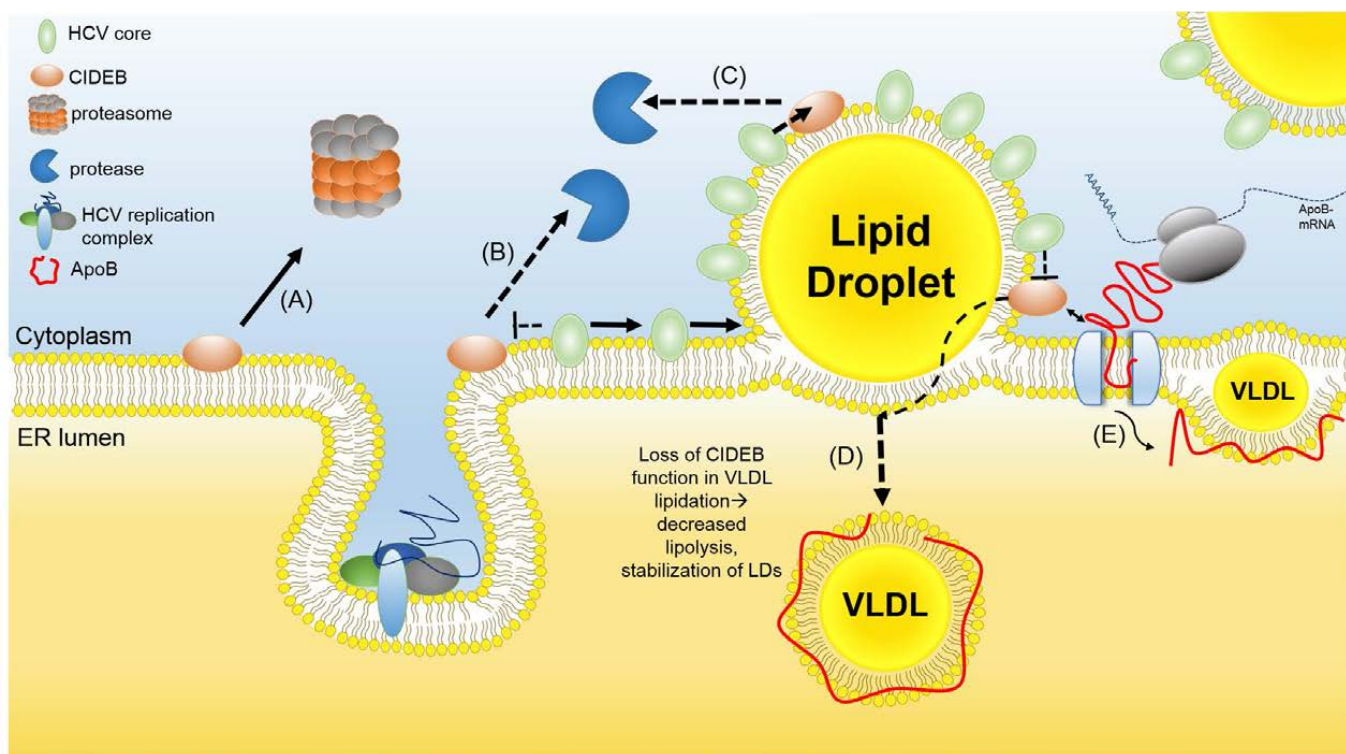 HCV core
CIDEB
proteasome
protease
HCV replication
complex
ApoB
(A)
(B)
(C)
Cytoplasm
ER lumen
Lipid
Droplet
AAAAAAA
ApoB-
mRNA
VLDL
(E)
(D)
Loss of CIDEB
function in VLDL
lipidation→
decreased
lipolysis,
stabilization of LDs
VLDL